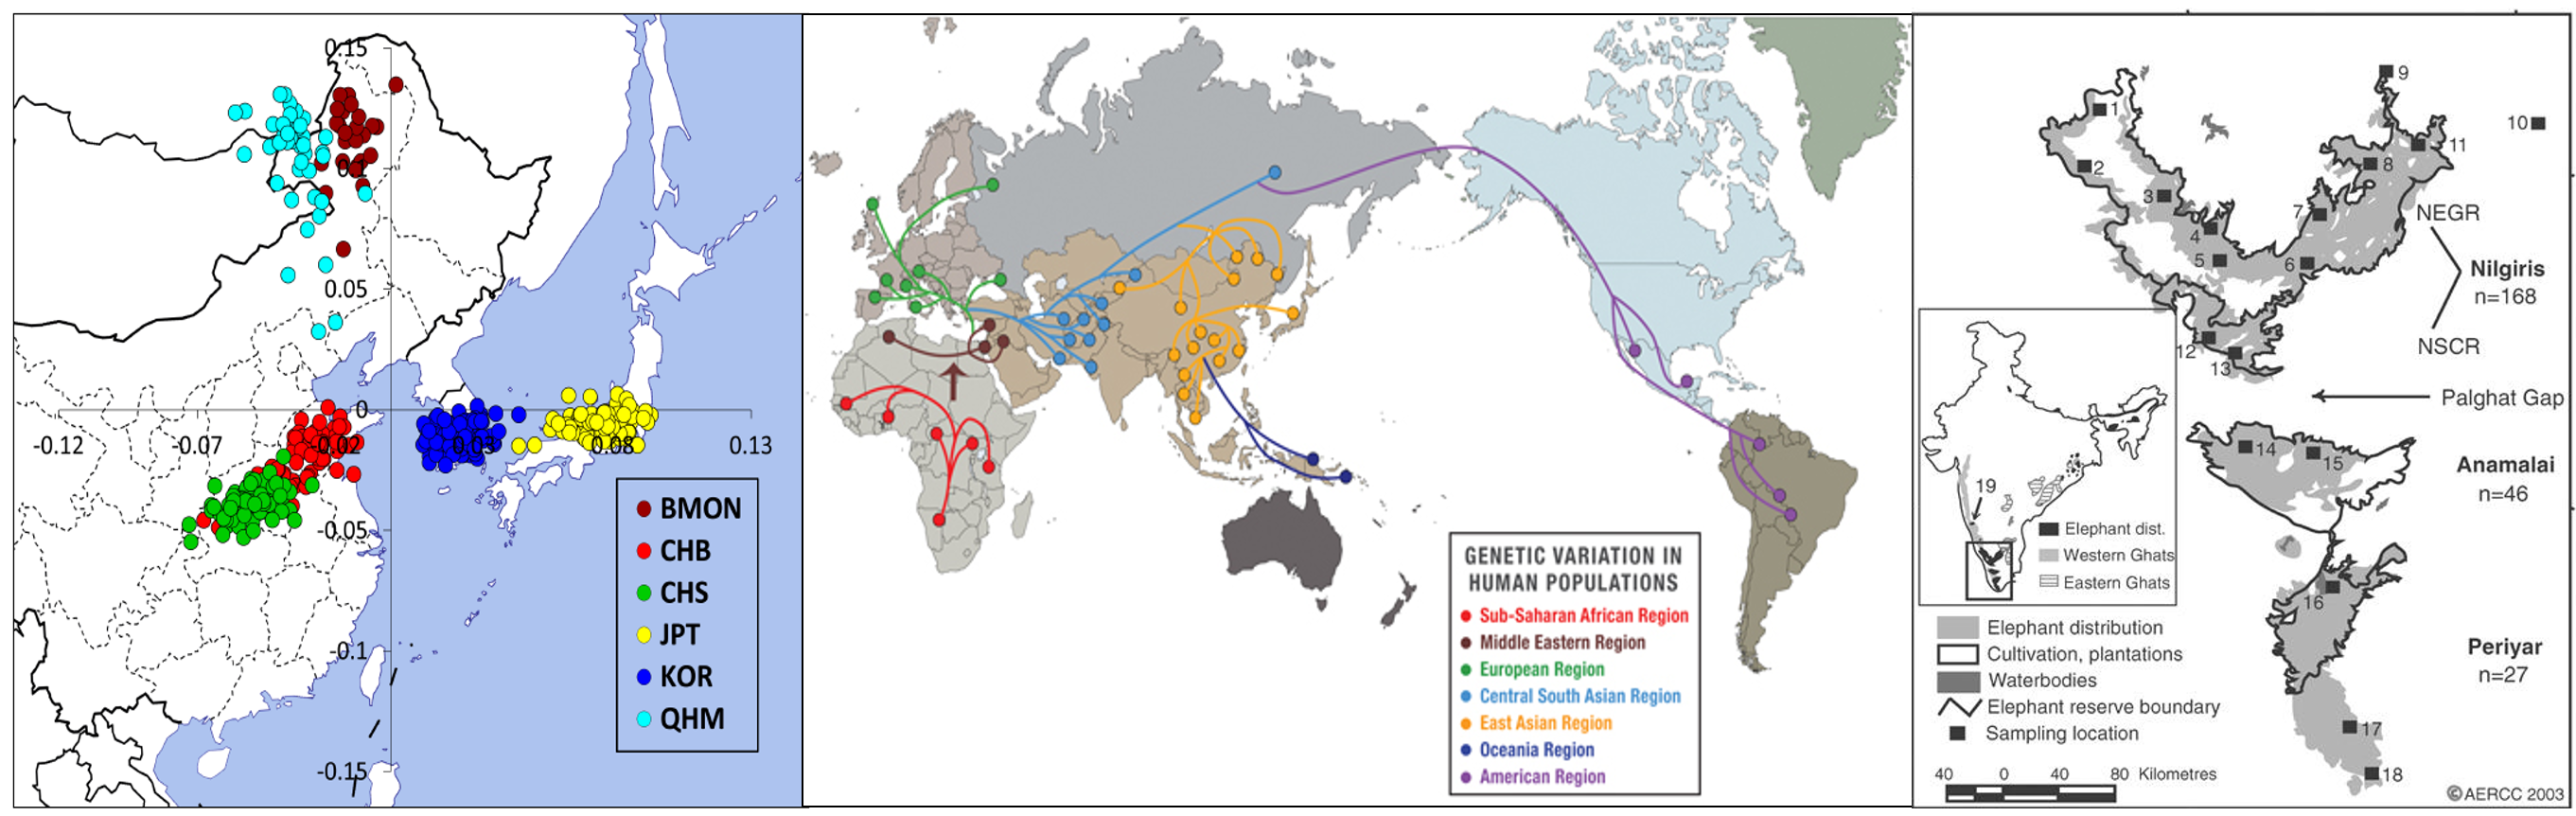 0.15
0.1
0.05
0
-0.12
-0.07
-0.02
0.03
0.08
0.13
-0.05
-0.1
-0.15
BMON
CHB
CHS
JPT
KOR
QHM
GENETIC VARIATION IN
HUMAN POPULATIONS
Sub-Saharan African Region
Middle Eastern Region
European Region
Central South Asian Region
East Asian Region
Oceania Region
American Region
9
1
10
11
2
8
3
7
NEGR
4
5
6
Nilgiris
n=168
12
NSCR
13
Palghat Gap
14
15
Anamalai
n=46
19
Elephant dist.
Western Ghats
Eastern Ghats
16
Elephant distribution
Cultivation, plantations
Waterbodies
Elephant reserve boundary
Sampling location
Periyar
n=27
17
18
40 0 40 80 Kilometres
©AERCC 2003